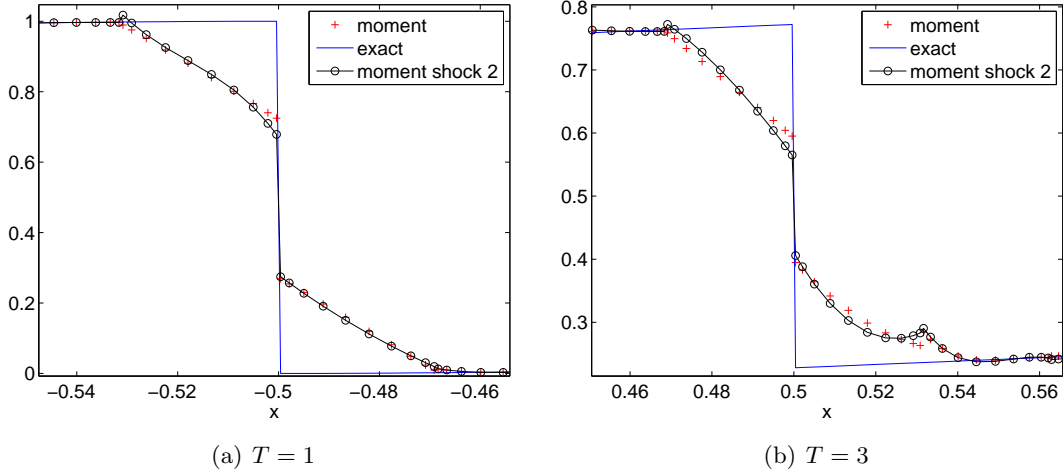 1
0.8
0.6
0.4
0.2
0
−0.54
−0.52
−0.5
−0.48
−0.46
x
moment
exact
moment shock 2
(a) T = 1
0.8
0.7
0.6
0.5
0.4
0.3
0.46
0.48
0.5
0.52
0.54
0.56
x
moment
exact
moment shock 2
(b) T = 3